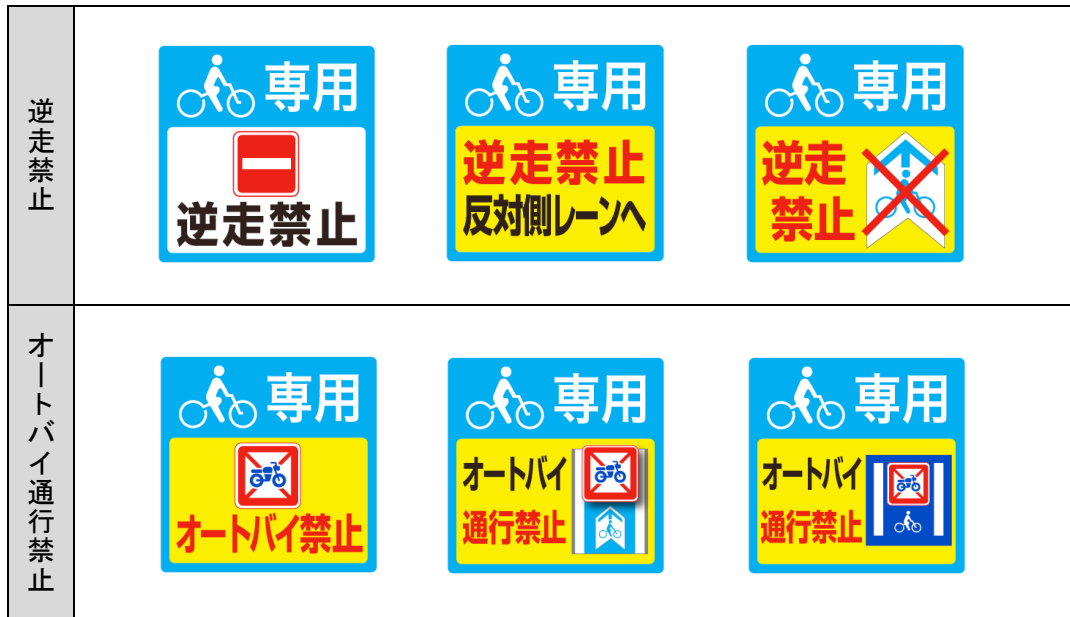 逆走禁止
専用
逆走禁止
専用
逆走禁止
反対側レーンへ
専用
逆走
禁止
オートバイ通行禁止
専用
オートバイ禁止
専用
オートバイ
通行禁止
専用
オートバイ
通行禁止